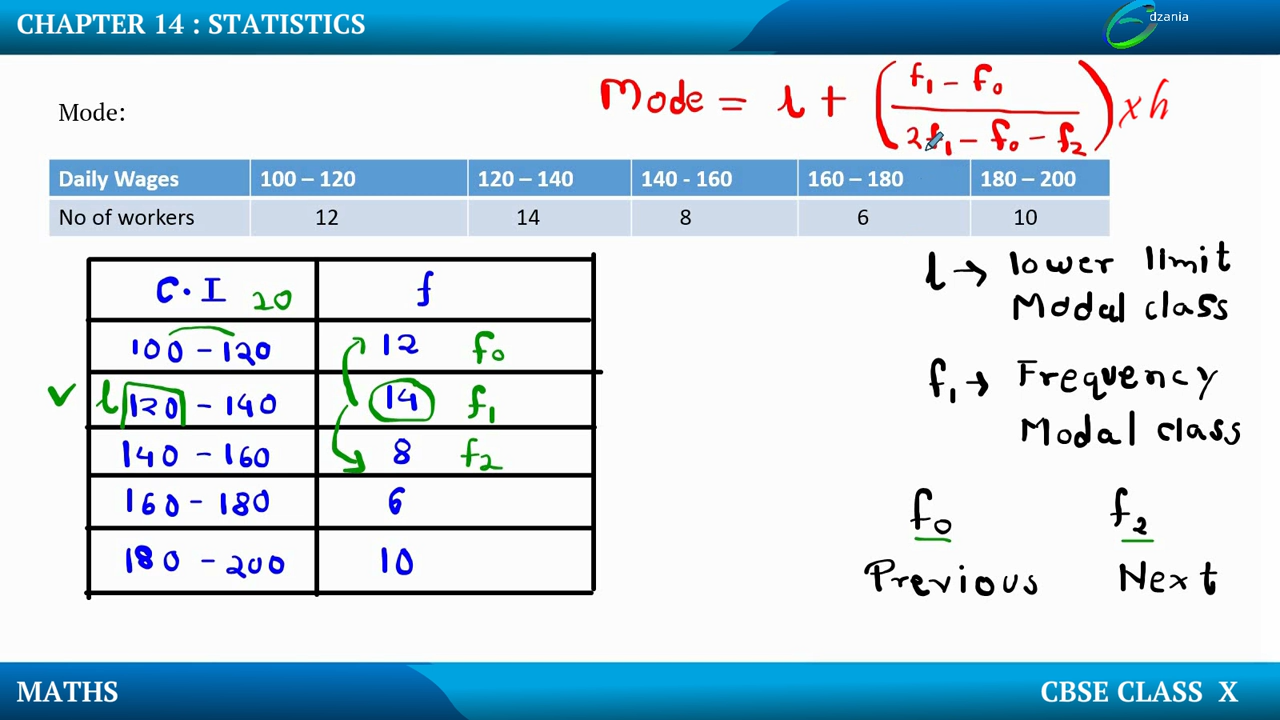 CHAPTER 14 : STATISTICS
dzania
Mode:
Mode = l + (f₁ - f₀ / 2f₁ - f₀ - f₂) × h
Daily Wages 100 – 120 120 – 140 140 - 160 160 – 180 180 – 200
No of workers 12 14 8 6 10
C.I 20 f
100 - 120 12 f₀
l 120 - 140 14 f₁
140 - 160 8 f₂
160 - 180 6
180 - 200 10
l → lower limit
Modal class
f₁ → Frequency
Modal class
f₀ f₂
Previous Next
MATHS
CBSE CLASS X